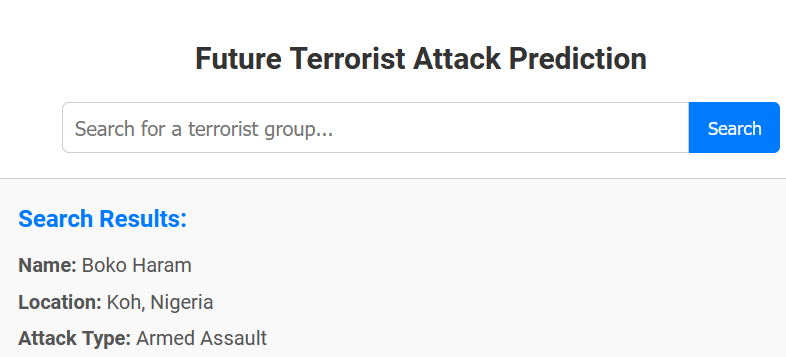 Future Terrorist Attack Prediction
Search for a terrorist group...
Search
Search Results:
Name: Boko Haram
Location: Koh, Nigeria
Attack Type: Armed Assault